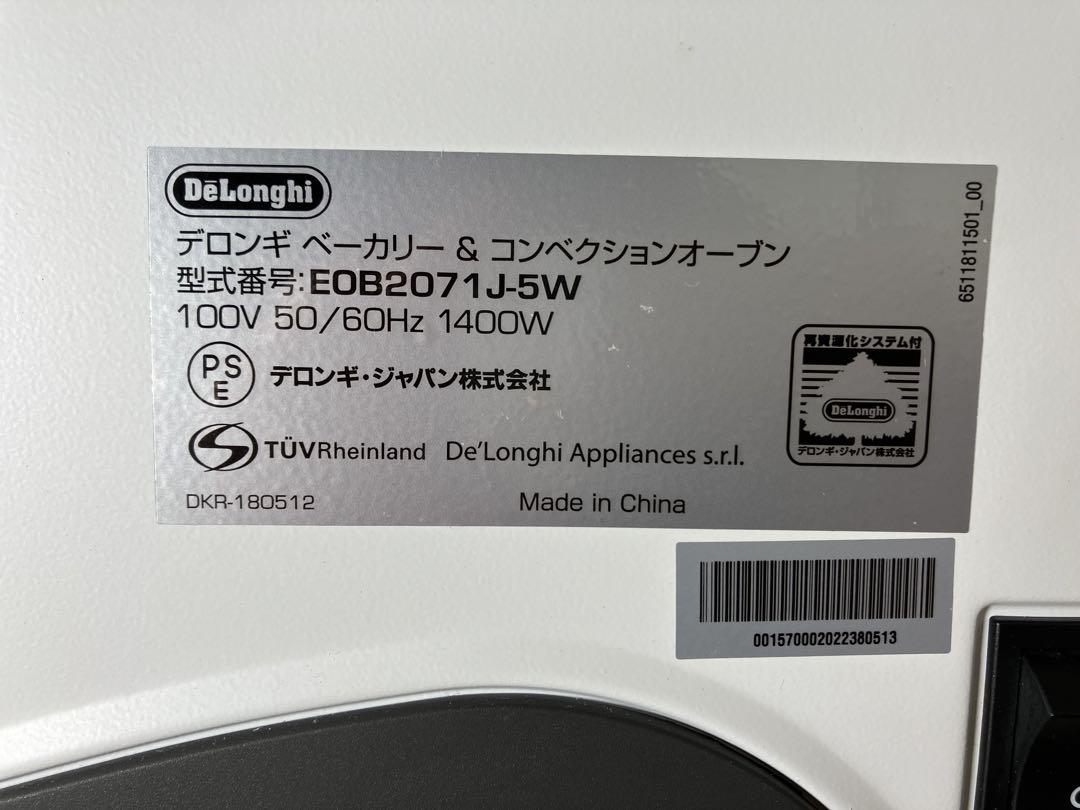 DeLonghi
デロンギ ベーカリー & コンベクションオーブン
型式番号:EOB2071J-5W
100V 50/60Hz 1400W
PSE デロンギ・ジャパン株式会社
TÜVRheinland De'Longhi Appliances s.r.l.
DKR-180512 Made in China
6511811501_00
再資源化システム付
DeLonghi
デロンギ・ジャパン株式会社
001570002022380513